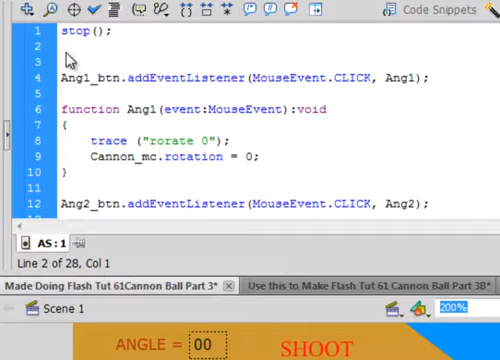 Code Snippets
1 stop();
2
3
4 Ang1_btn.addEventListener(MouseEvent.CLICK, Ang1);
5
6 function Ang1(event:MouseEvent):void
7 {
8 trace ("rorate 0");
9 Cannon_mc.rotation = 0;
10 }
11
12 Ang2_btn.addEventListener(MouseEvent.CLICK, Ang2);
AS : 1
Line 2 of 28, Col 1
Made Doing Flash Tut 61Cannon Ball Part 3* Use this to Make Flash Tut 61 Cannon Ball Part 3B*
Scene 1 200%
ANGLE = 00 SHOOT